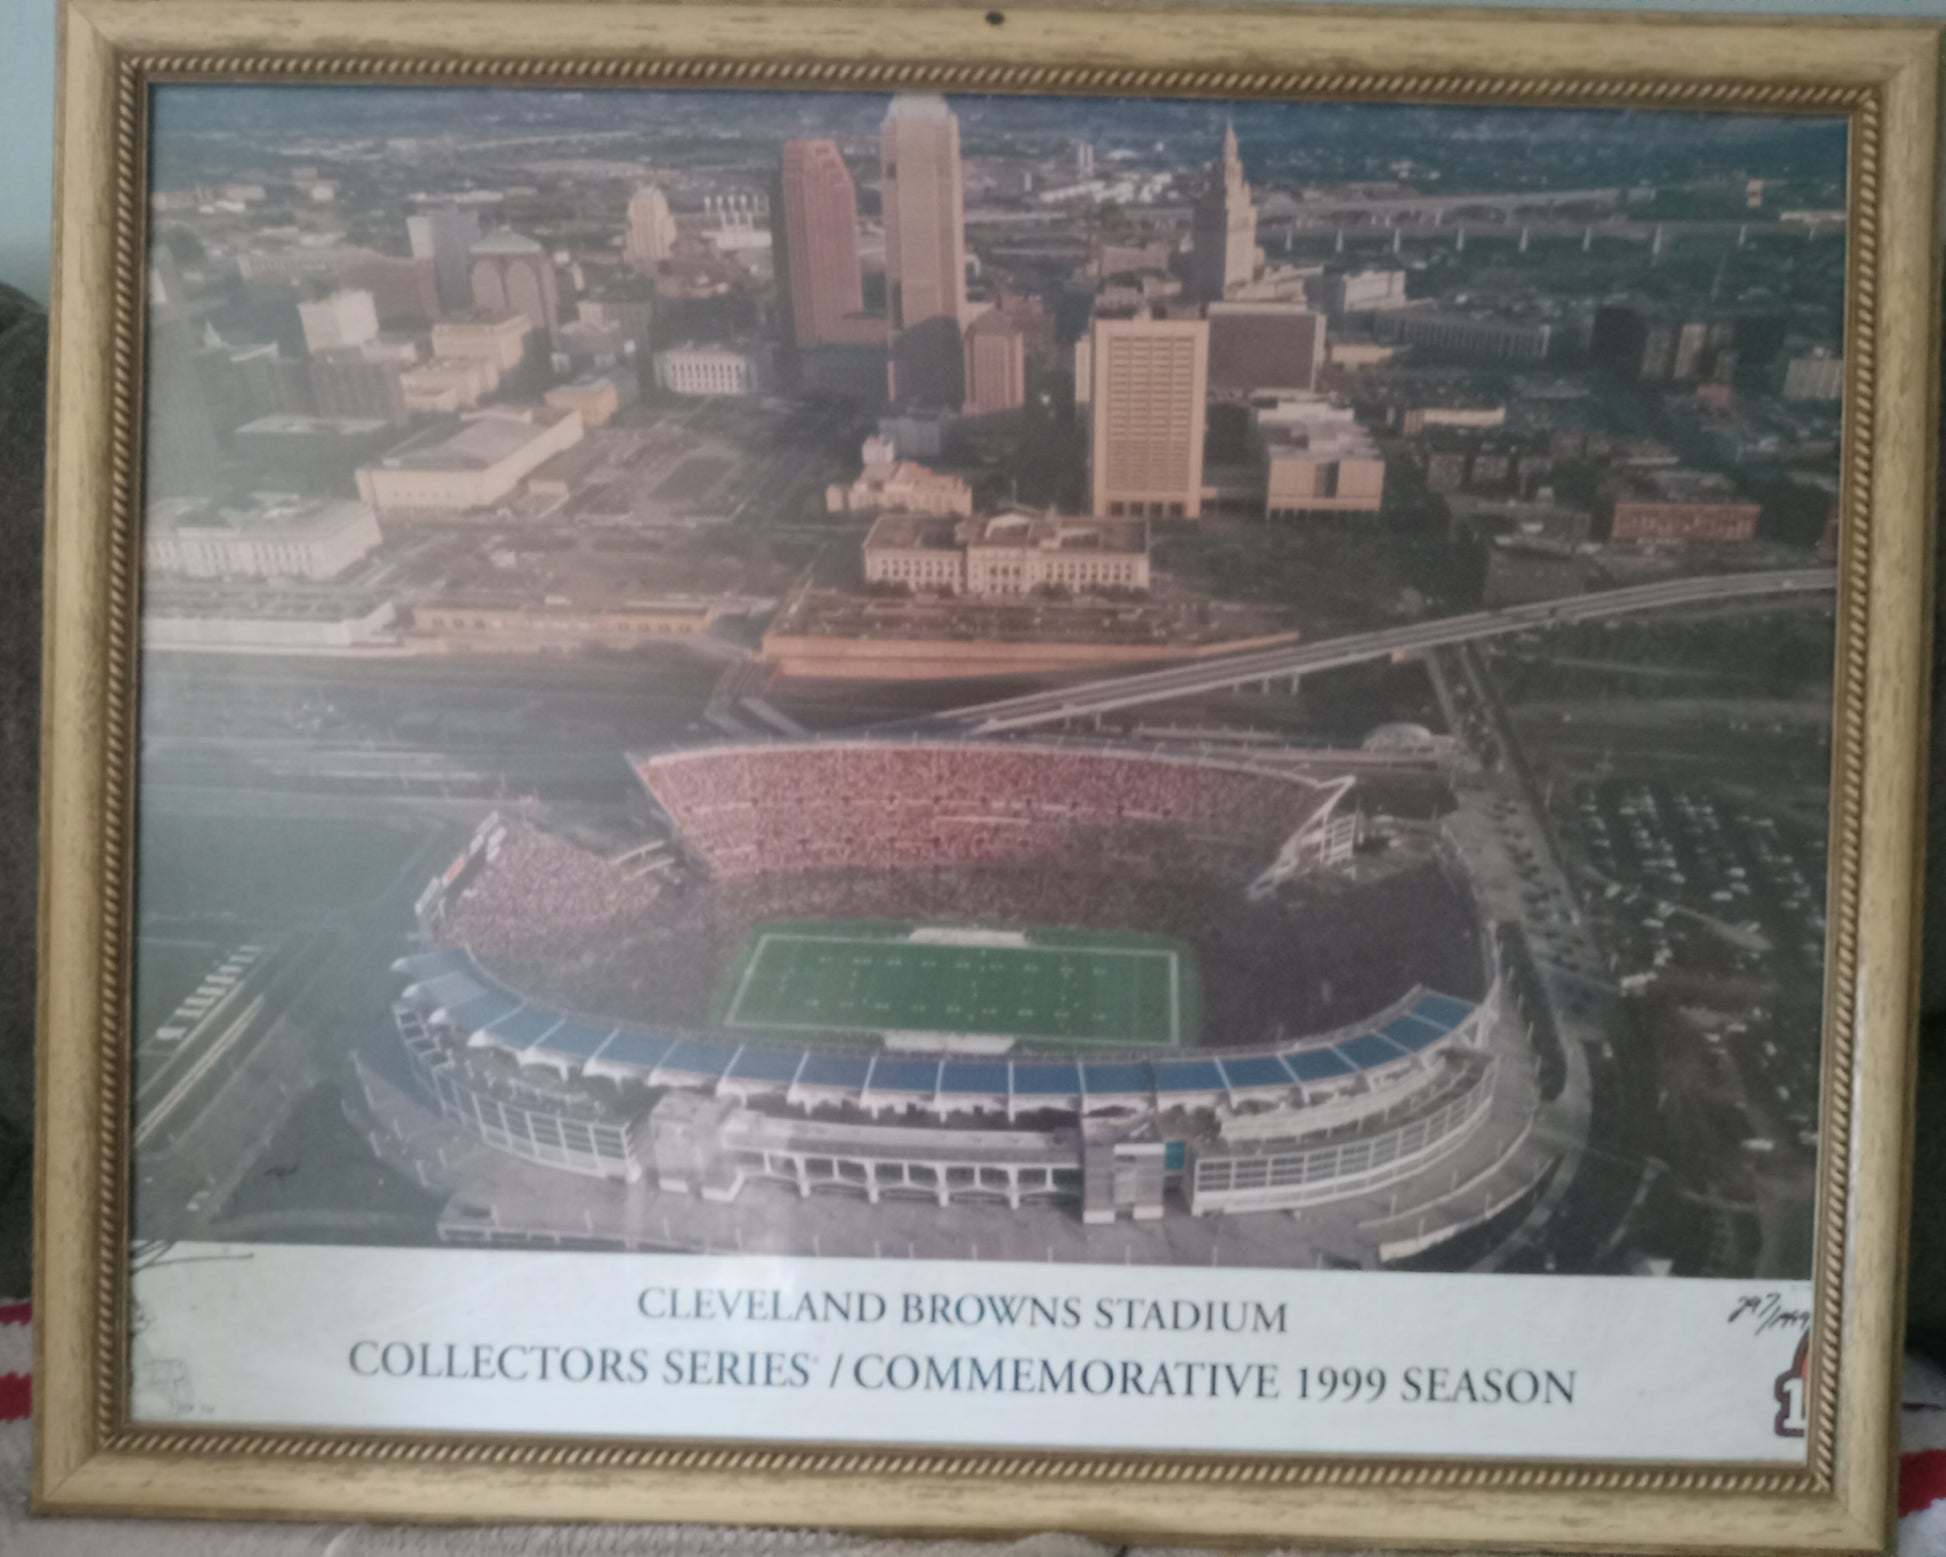 CLEVELAND BROWNS STADIUM
COLLECTORS SERIES / COMMEMORATIVE 1999 SEASON